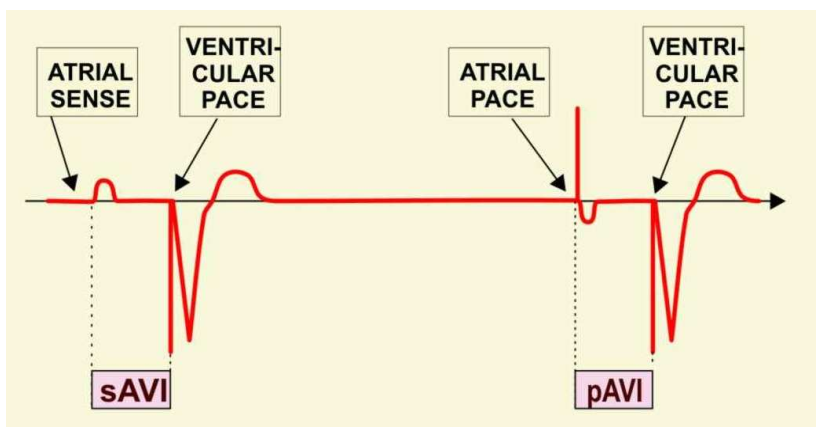 ATRIAL
SENSE
VENTRI-
CULAR
PACE
ATRIAL
PACE
VENTRI-
CULAR
PACE
sAVI
pAVI